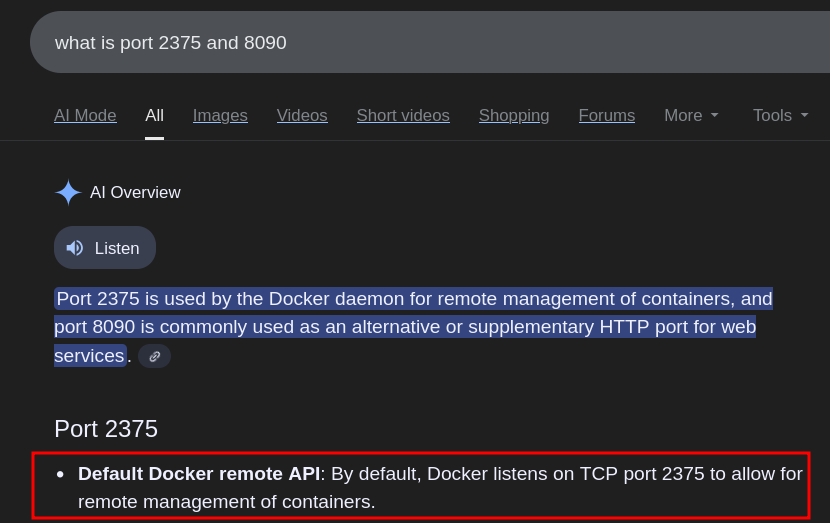 what is port 2375 and 8090
AI Mode All Images Videos Short videos Shopping Forums More Tools
AI Overview
Listen
Port 2375 is used by the Docker daemon for remote management of containers, and
port 8090 is commonly used as an alternative or supplementary HTTP port for web
services.
Port 2375
• Default Docker remote API: By default, Docker listens on TCP port 2375 to allow for
remote management of containers.